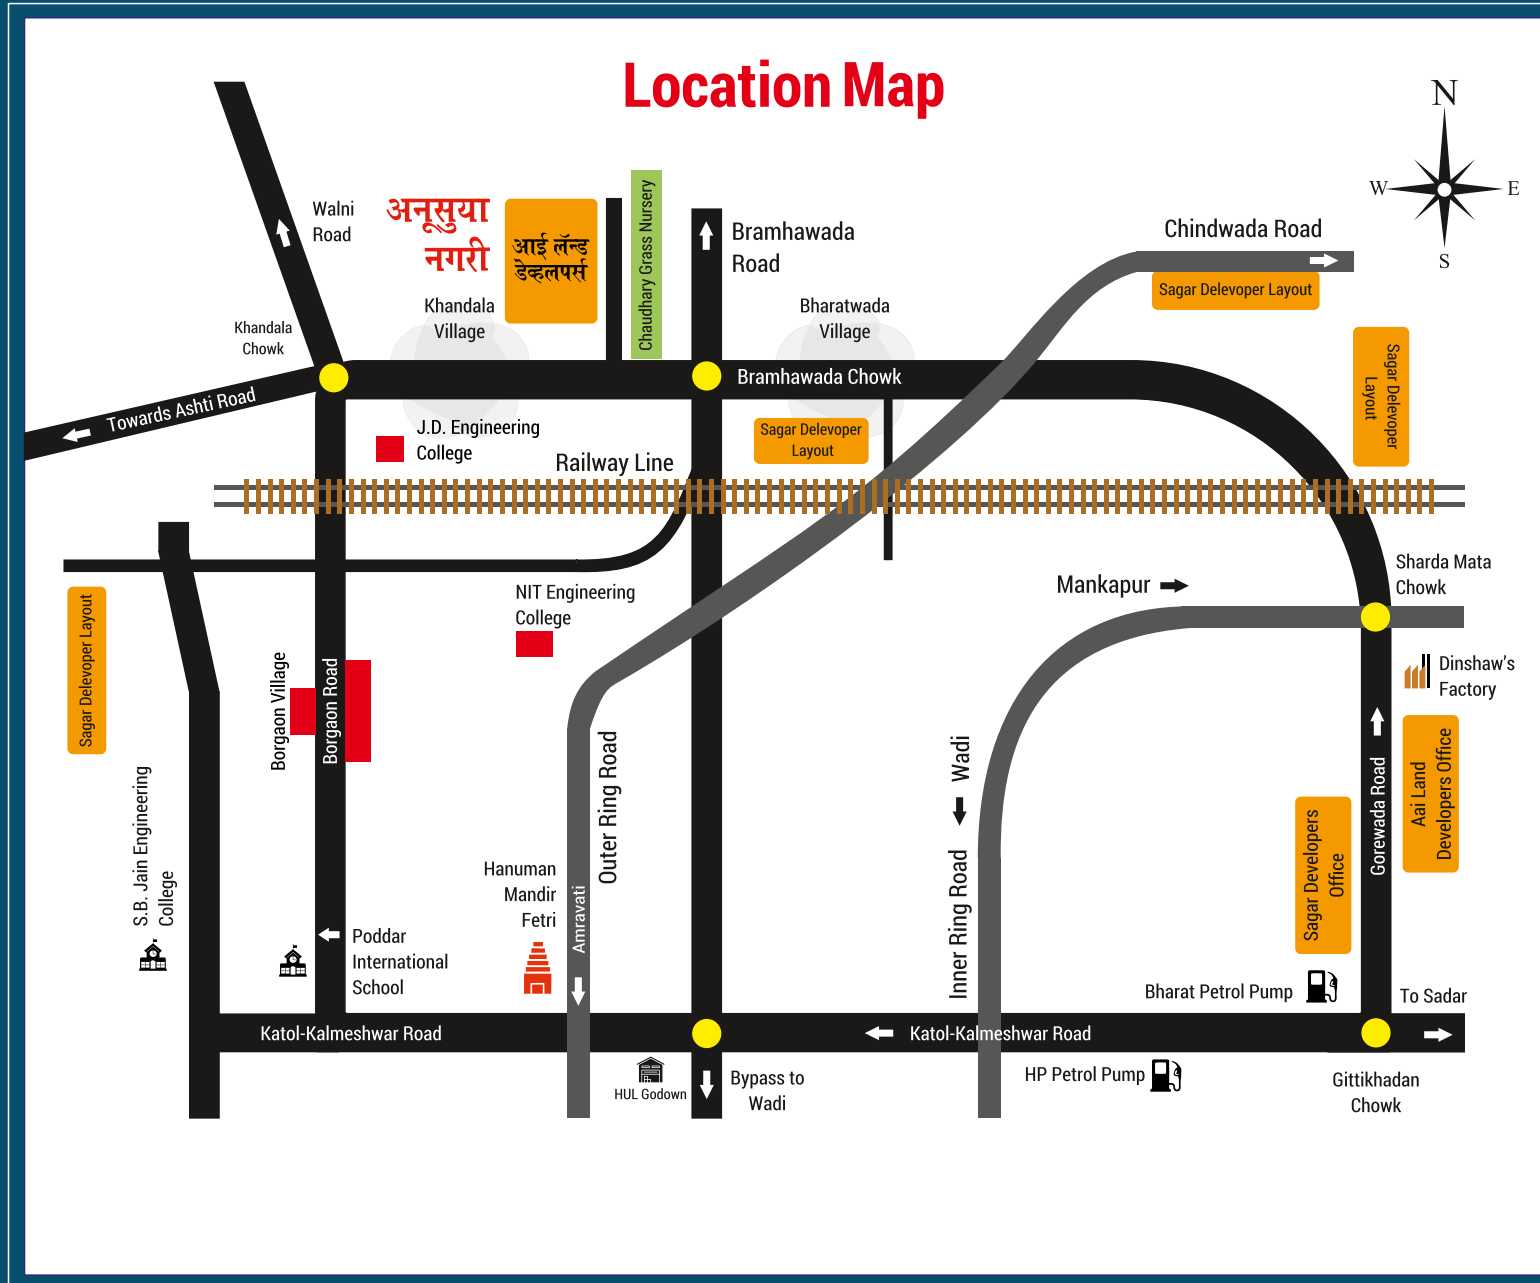 Location Map
N
W
E
S
Walni
Road
अनूसुया
नगरी
आई लॅन्ड
डेव्हलपर्स
Chaudhary Grass Nursery
Bramhawada
Road
Chindwada Road
Sagar Delevoper Layout
Khandala
Village
Bharatwada
Village
Khandala
Chowk
Bramhawada Chowk
Sagar Delevoper
Layout
Towards Ashti Road
J.D. Engineering
College
Sagar Delevoper
Layout
Railway Line
Sharda Mata
Chowk
Mankapur
NIT Engineering
College
Sagar Delevoper Layout
Borgaon Village
Borgaon Road
Dinshaw's
Factory
Outer Ring Road
Wadi
Gorewada Road
Aai Land
Developers Office
Sagar Developers
Office
S.B. Jain Engineering
College
Hanuman
Mandir
Fetri
Amravati
Inner Ring Road
Poddar
International
School
Bharat Petrol Pump
To Sadar
Katol-Kalmeshwar Road
Katol-Kalmeshwar Road
HUL Godown
Bypass to
Wadi
HP Petrol Pump
Gittikhadan
Chowk